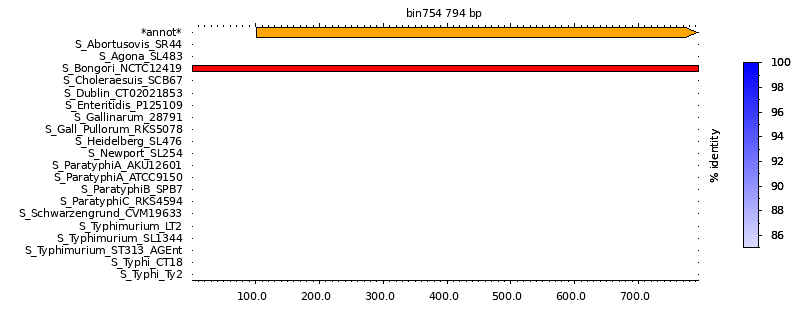 bin754 794 bp
*annot*
S_Abortusovis_SR44
S_Agona_SL483
S_Bongori_NCTC12419
S_Choleraesuis_SCB67
S_Dublin_CT02021853
S_Enteritidis_P125109
S_Gallinarum_28791
S_Gall_Pullorum_RKS5078
S_Heidelberg_SL476
S_Newport_SL254
S_ParatyphiA_AKU12601
S_ParatyphiA_ATCC9150
S_ParatyphiB_SPB7
S_ParatyphiC_RKS4594
S_Schwarzengrund_CVM19633
S_Typhimurium_LT2
S_Typhimurium_SL1344
S_Typhimurium_ST313_AGEnt
S_Typhi_CT18
S_Typhi_Ty2
100.0 200.0 300.0 400.0 500.0 600.0 700.0
% identity
100
98
96
94
92
90
88
86